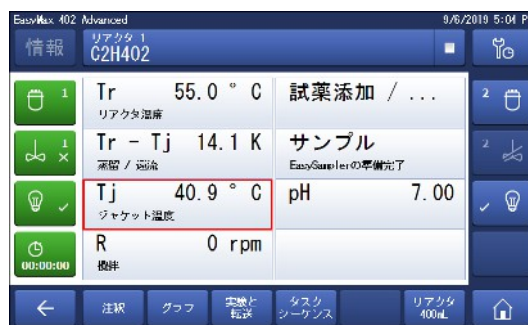 EasyMax 402 Advanced 9/6/2019 5:04 P
情報 リアクタ 1
C2H402
1 Tr 55.0 ° C 試薬添加 / ... 2
リアクタ温度
1 Tr - Tj 14.1 K サンプル 2
蒸留 / 還流 EasySamplerの準備完了
Tj 40.9 ° C pH 7.00
ジャケット温度
R 0 rpm
00:00:00 攪拌
注釈 グラフ 実験と 転送 タスク シーケンス リアクタ 400mL